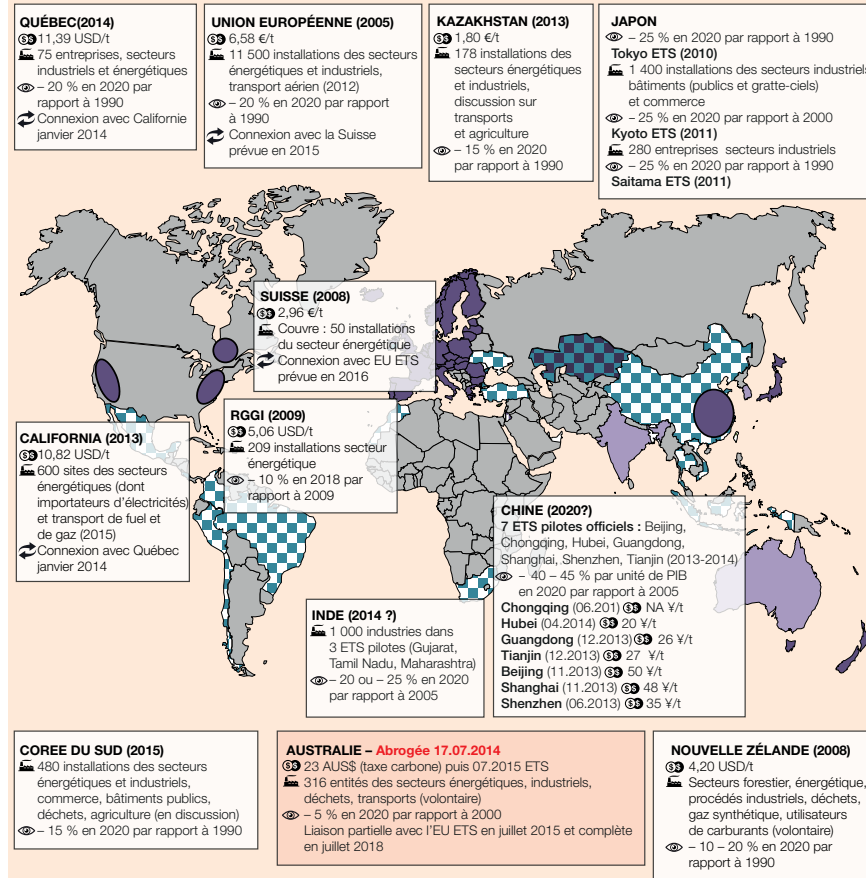 QUÉBEC(2014)
11,39 USD/t
75 entreprises, secteurs
industriels et énergétiques
– 20 % en 2020 par
rapport à 1990
Connexion avec Californie
janvier 2014
UNION EUROPÉENNE (2005)
6,58 €/t
11 500 installations des secteurs
énergétiques et industriels,
transport aérien (2012)
– 20 % en 2020 par rapport
à 1990
Connexion avec la Suisse
prévue en 2015
KAZAKHSTAN (2013)
1,80 €/t
178 installations des
secteurs énergétiques
et industriels,
discussion sur
transports
et agriculture
– 15 % en 2020
par rapport à 1990
JAPON
– 25 % en 2020 par rapport à 1990
Tokyo ETS (2010)
1 400 installations des secteurs industriels
bâtiments (publics et gratte-ciels)
et commerce
– 25 % en 2020 par rapport à 2000
Kyoto ETS (2011)
280 entreprises secteurs industriels
– 25 % en 2020 par rapport à 1990
Saitama ETS (2011)
SUISSE (2008)
2,96 €/t
Couvre : 50 installations
du secteur énergétique
Connexion avec EU ETS
prévue en 2016
RGGI (2009)
5,06 USD/t
209 installations secteur
énergétique
– 10 % en 2018 par
rapport à 2009
CALIFORNIA (2013)
10,82 USD/t
600 sites des secteurs
énergétiques (dont
importateurs d'électricités)
et transport de fuel et
de gaz (2015)
Connexion avec Québec
janvier 2014
CHINE (2020?)
7 ETS pilotes officiels : Beijing,
Chongqing, Hubei, Guangdong,
Shanghai, Shenzhen, Tianjin (2013-2014)
– 40 – 45 % par unité de PIB
en 2020 par rapport à 2005
Chongqing (06.201) NA ¥/t
Hubei (04.2014) 20 ¥/t
Guangdong (12.2013) 26 ¥/t
Tianjin (12.2013) 27 ¥/t
Beijing (11.2013) 50 ¥/t
Shanghai (11.2013) 48 ¥/t
Shenzhen (06.2013) 35 ¥/t
INDE (2014 ?)
1 000 industries dans
3 ETS pilotes (Gujarat,
Tamil Nadu, Maharashtra)
– 20 ou – 25 % en 2020
par rapport à 2005
COREE DU SUD (2015)
480 installations des secteurs
énergétiques et industriels,
commerce, bâtiments publics,
déchets, agriculture (en discussion)
– 15 % en 2020 par rapport à 1990
AUSTRALIE – Abrogée 17.07.2014
23 AUS$ (taxe carbone) puis 07.2015 ETS
316 entités des secteurs énergétiques, industriels,
déchets, transports (volontaire)
– 5 % en 2020 par rapport à 2000
Liaison partielle avec l'EU ETS en juillet 2015 et complète
en juillet 2018
NOUVELLE ZÉLANDE (2008)
4,20 USD/t
Secteurs forestier, énergétique,
procédés industriels, déchets,
gaz synthétique, utilisateurs
de carburants (volontaire)
– 10 – 20 % en 2020 par
rapport à 1990